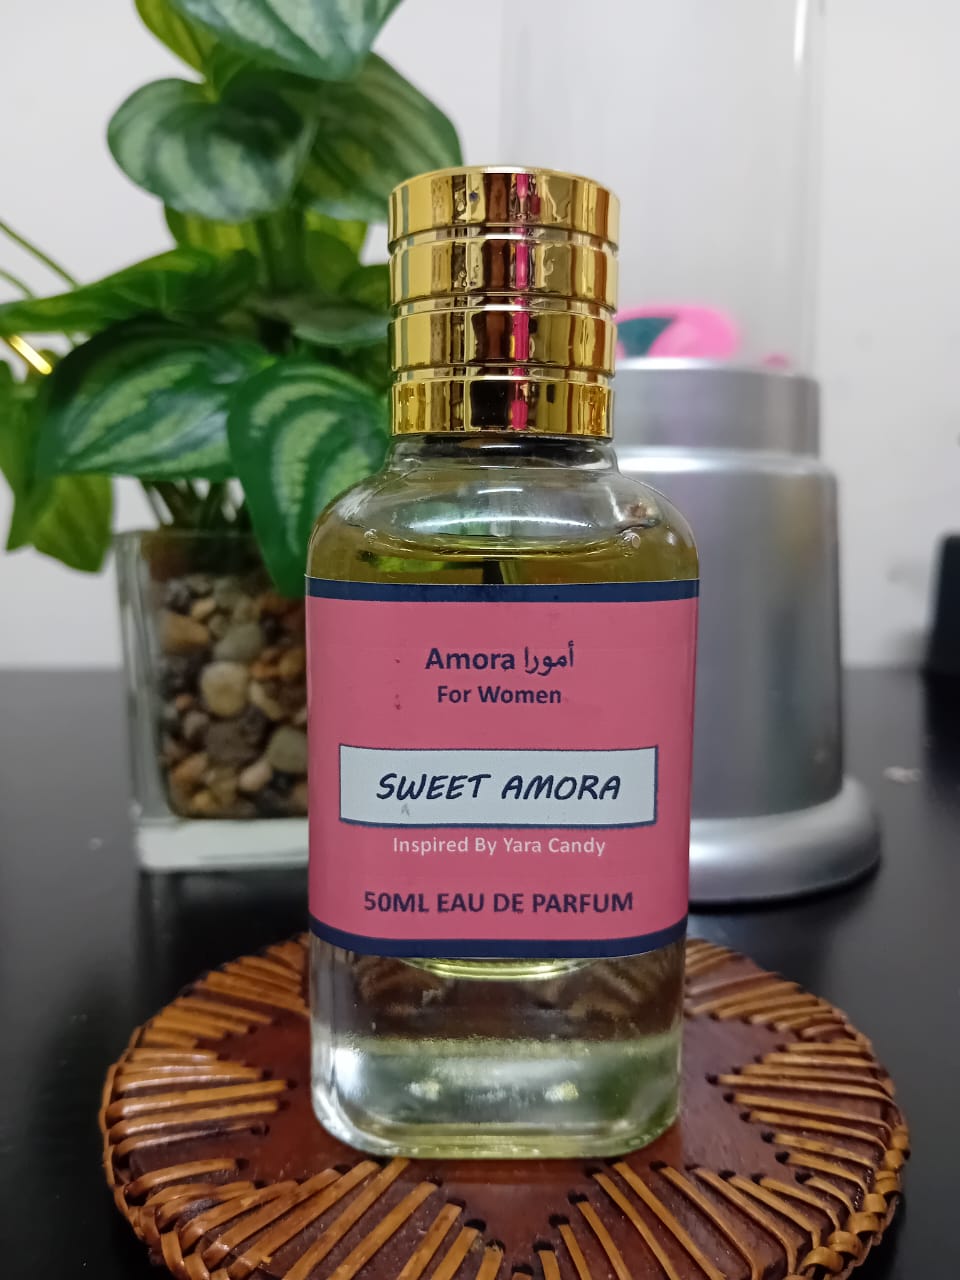 Amora أمورا
For Women
SWEET AMORA
Inspired By Yara Candy
50ML EAU DE PARFUM